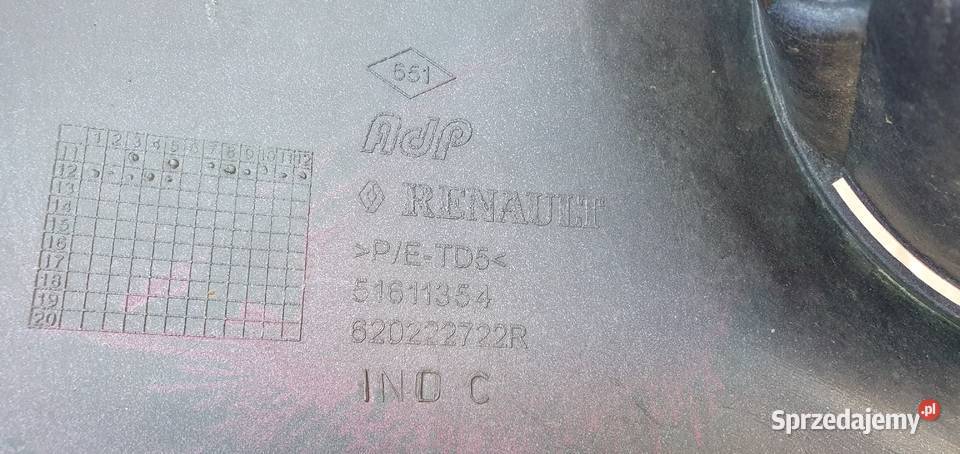 651
AdP
RENAULT
>P/E-TD5<
51611354
620222722R
IND C
1 2 3 4 5 6 7 8 9 10 11 12
11
12
13
14
15
16
17
18
19
20
Sprzedajemy.pl